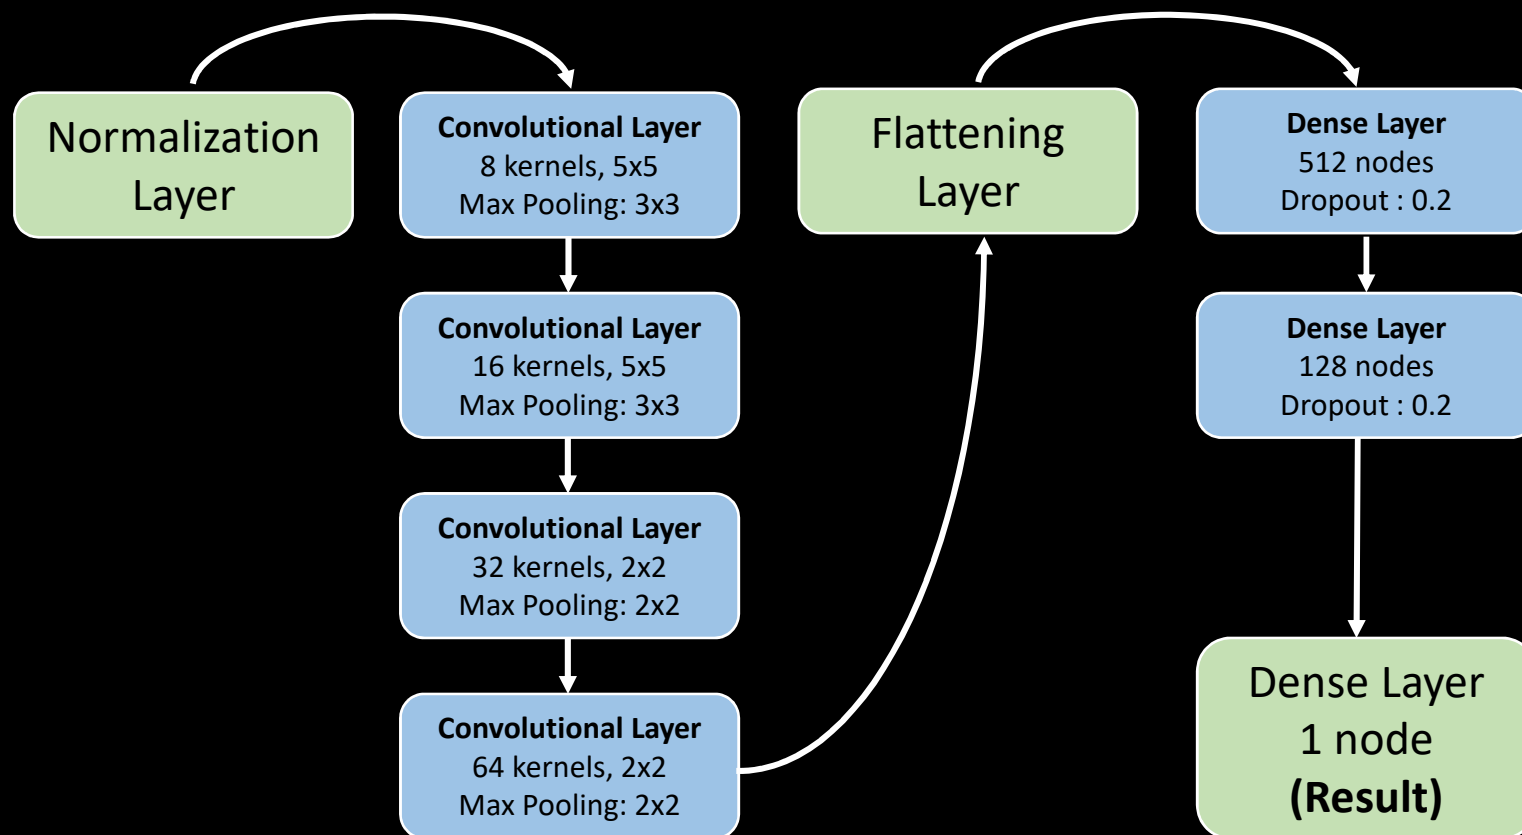 Normalization
Layer
Convolutional Layer
8 kernels, 5x5
Max Pooling: 3x3
Convolutional Layer
16 kernels, 5x5
Max Pooling: 3x3
Convolutional Layer
32 kernels, 2x2
Max Pooling: 2x2
Convolutional Layer
64 kernels, 2x2
Max Pooling: 2x2
Flattening
Layer
Dense Layer
512 nodes
Dropout : 0.2
Dense Layer
128 nodes
Dropout : 0.2
Dense Layer
1 node
(Result)